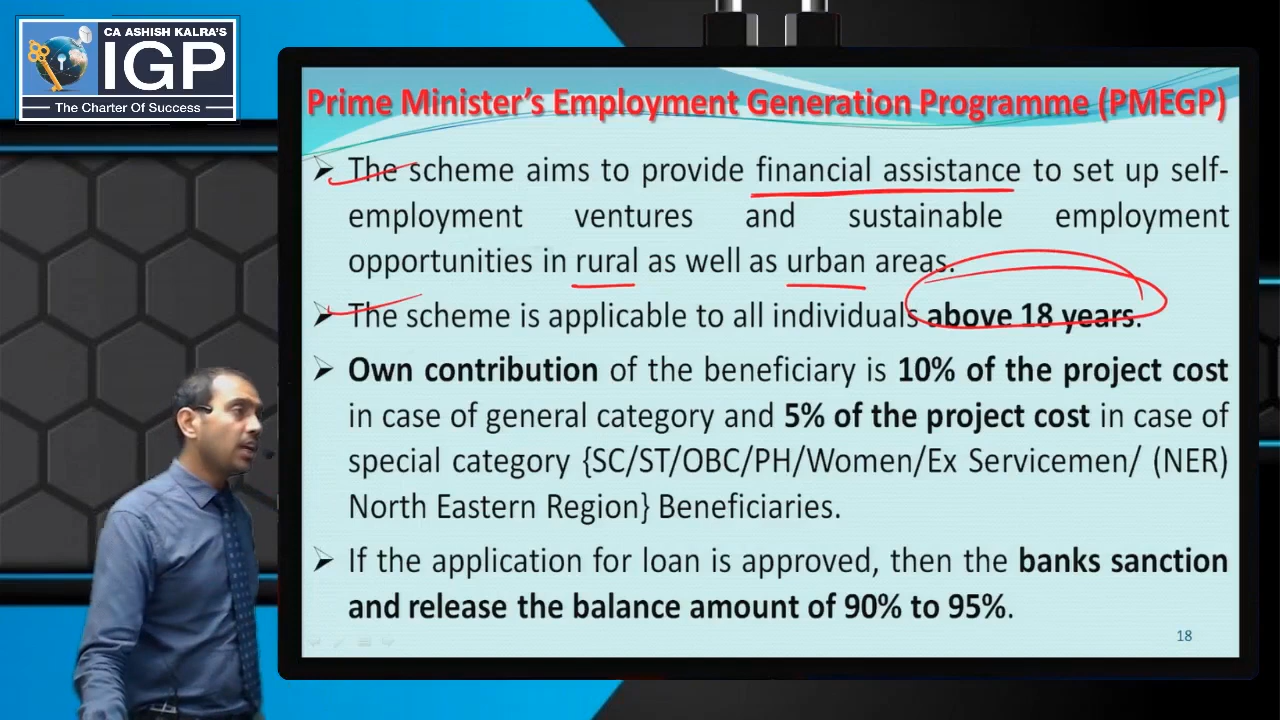 CA ASHISH KALRA'S
IGP
The Charter Of Success
Prime Minister's Employment Generation Programme (PMEGP)
➢ The scheme aims to provide financial assistance to set up self-
employment ventures and sustainable employment
opportunities in rural as well as urban areas.
➢ The scheme is applicable to all individuals above 18 years.
➢ Own contribution of the beneficiary is 10% of the project cost
in case of general category and 5% of the project cost in case of
special category {SC/ST/OBC/PH/Women/Ex Servicemen/ (NER)
North Eastern Region} Beneficiaries.
➢ If the application for loan is approved, then the banks sanction
and release the balance amount of 90% to 95%.
18